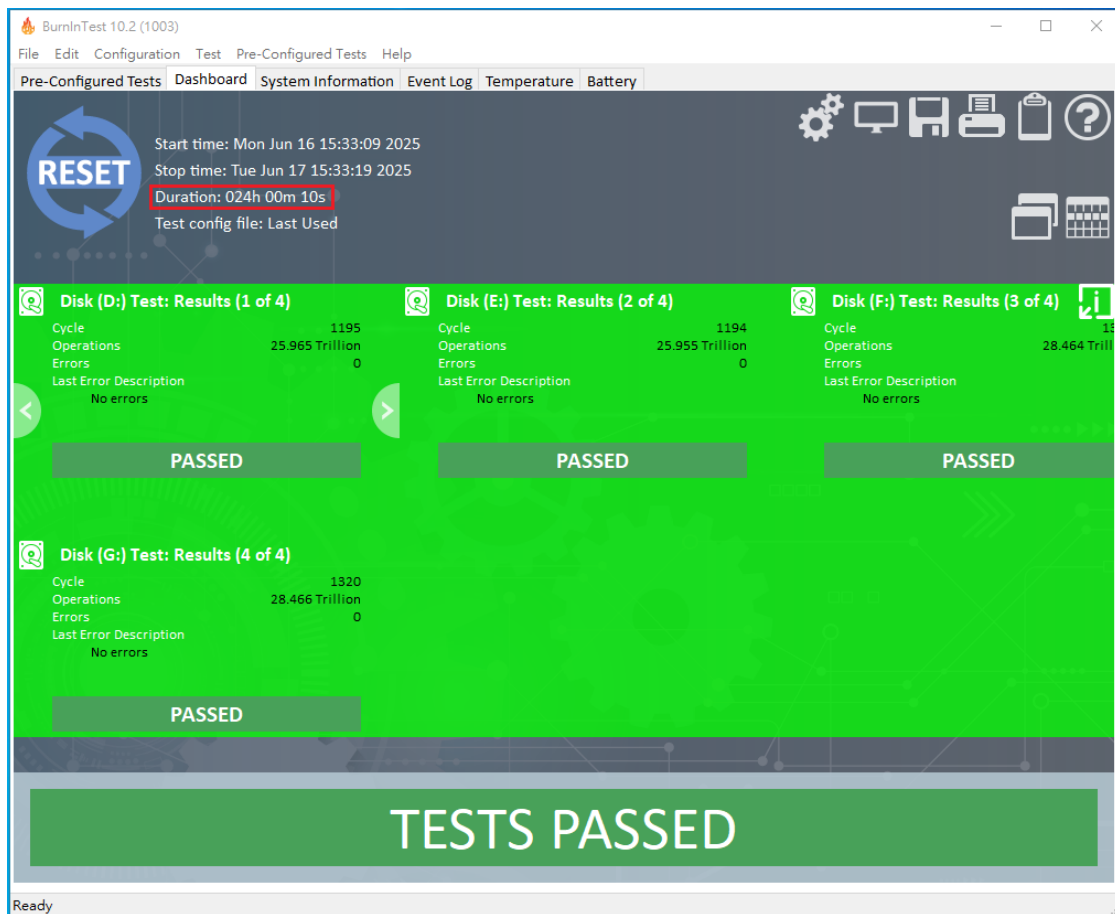 BurnInTest 10.2 (1003)
File Edit Configuration Test Pre-Configured Tests Help
Pre-Configured Tests Dashboard System Information Event Log Temperature Battery
RESET
Start time: Mon Jun 16 15:33:09 2025
Stop time: Tue Jun 17 15:33:19 2025
Duration: 024h 00m 10s
Test config file: Last Used
Disk (D:) Test: Results (1 of 4)
Cycle 1195
Operations 25.965 Trillion
Errors 0
Last Error Description
No errors
PASSED
Disk (E:) Test: Results (2 of 4)
Cycle 1194
Operations 25.955 Trillion
Errors 0
Last Error Description
No errors
PASSED
Disk (F:) Test: Results (3 of 4)
Cycle
Operations 28.464
Errors
Last Error Description
No errors
PASSED
Disk (G:) Test: Results (4 of 4)
Cycle 1320
Operations 28.466 Trillion
Errors 0
Last Error Description
No errors
PASSED
TESTS PASSED
Ready